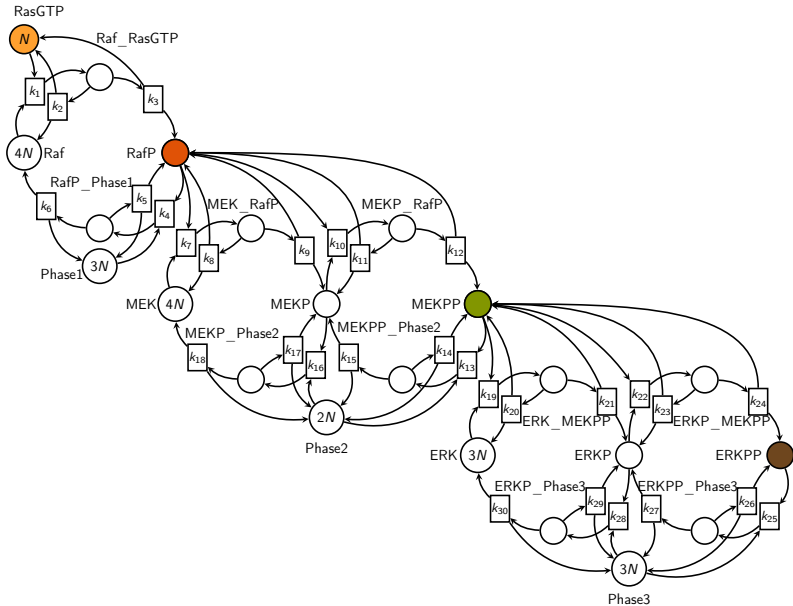 RasGTP
N
Raf_RasGTP
k1
k2
k3
4N
Raf
RafP
RafP_Phase1
k5
k4
k6
3N
Phase1
MEK_RafP
MEKP_RafP
k7
k8
k9
k10
k11
k12
MEK
4N
MEKP
MEKPP
MEKP_Phase2
MEKPP_Phase2
k17
k14
k18
k16
k15
k13
2N
Phase2
k19
k20
k21
k22
k23
k24
ERK_MEKPP
ERKP_MEKPP
ERK
3N
ERKP
ERKPP
ERKP_Phase3
ERKPP_Phase3
k29
k26
k30
k28
k27
k25
3N
Phase3